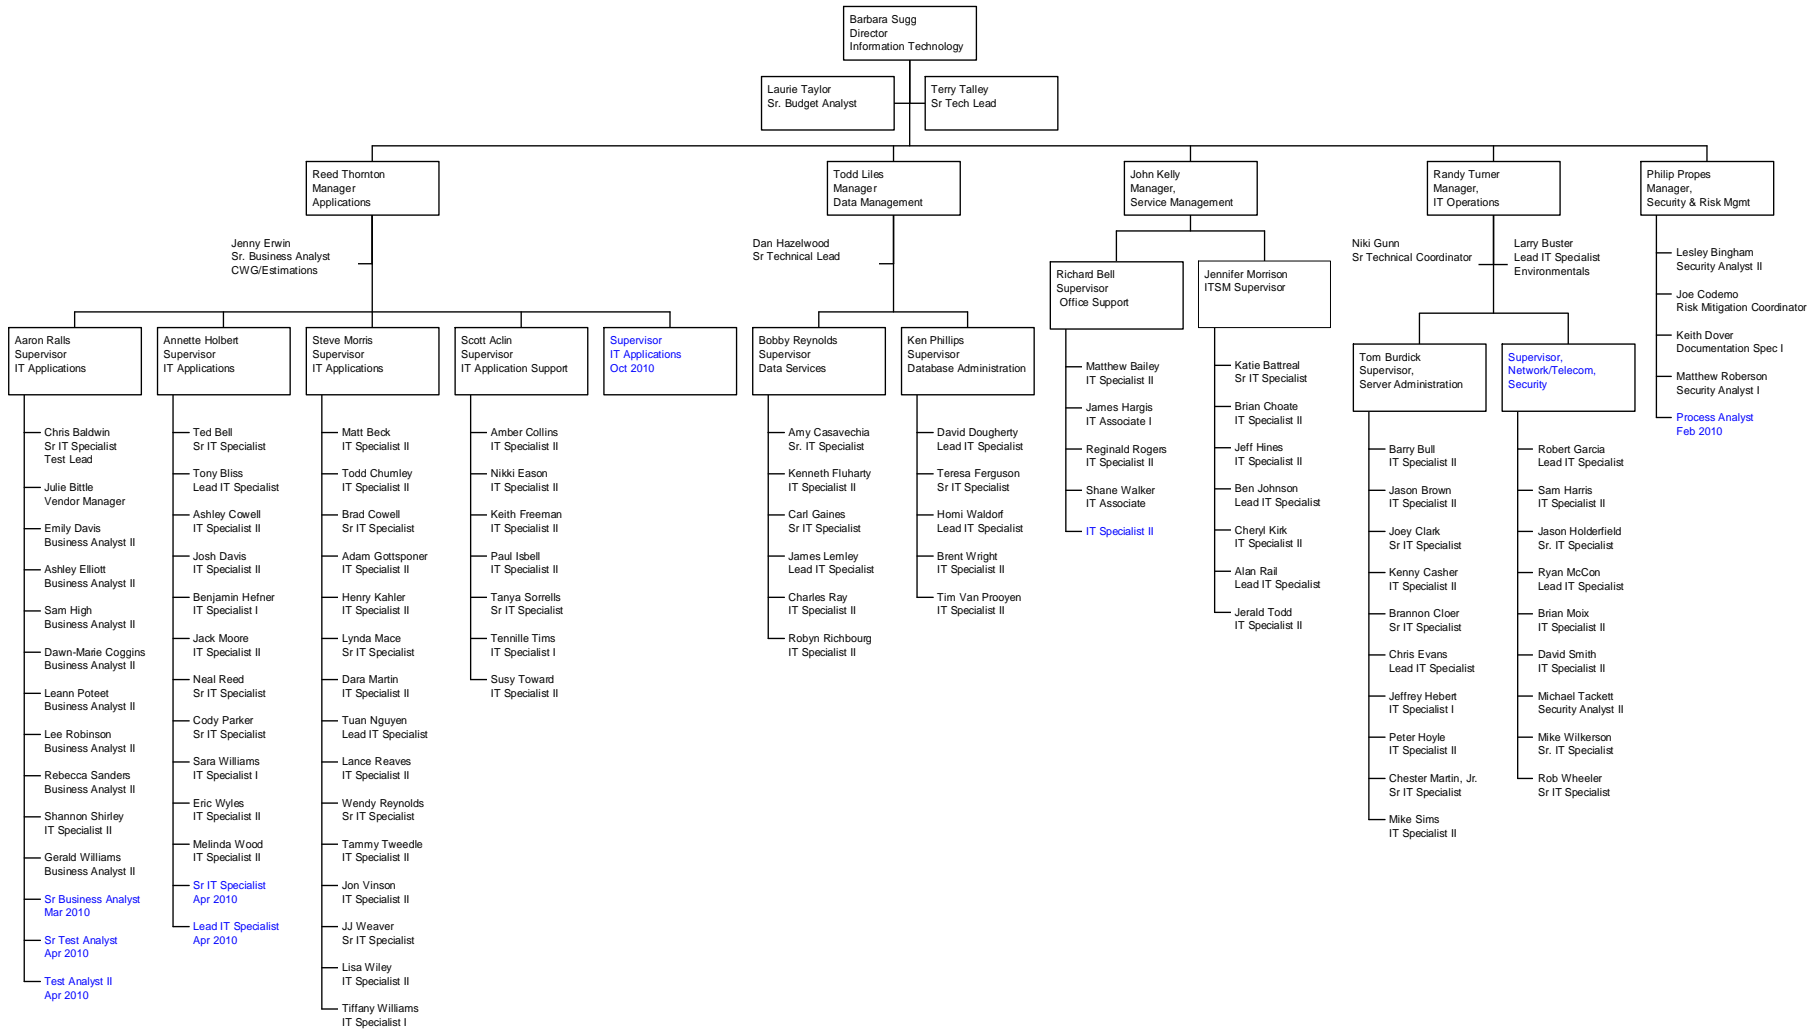 Barbara Sugg
Director
Information Technology
Laurie Taylor
Sr. Budget Analyst
Terry Talley
Sr Tech Lead
Reed Thornton
Manager
Applications
Todd Liles
Manager
Data Management
John Kelly
Manager,
Service Management
Randy Turner
Manager,
IT Operations
Philip Propes
Manager,
Security & Risk Mgmt
Jenny Erwin
Sr. Business Analyst
CWG/Estimations
Dan Hazelwood
Sr Technical Lead
Niki Gunn
Sr Technical Coordinator
Larry Buster
Lead IT Specialist
Environmentals
Aaron Ralls
Supervisor
IT Applications
Chris Baldwin
Sr IT Specialist
Test Lead
Julie Bittle
Vendor Manager
Emily Davis
Business Analyst II
Ashley Elliott
Business Analyst II
Sam High
Business Analyst II
Dawn-Marie Coggins
Business Analyst II
Leann Poteet
Business Analyst II
Lee Robinson
Business Analyst II
Rebecca Sanders
Business Analyst II
Shannon Shirley
IT Specialist II
Gerald Williams
Business Analyst II
Sr Business Analyst
Mar 2010
Sr Test Analyst
Apr 2010
Test Analyst II
Apr 2010
Annette Holbert
Supervisor
IT Applications
Ted Bell
Sr IT Specialist
Tony Bliss
Lead IT Specialist
Ashley Cowell
IT Specialist II
Josh Davis
IT Specialist II
Benjamin Hefner
IT Specialist I
Jack Moore
IT Specialist II
Neal Reed
Sr IT Specialist
Cody Parker
Sr IT Specialist
Sara Williams
IT Specialist I
Eric Wyles
IT Specialist II
Melinda Wood
IT Specialist II
Sr IT Specialist
Apr 2010
Lead IT Specialist
Apr 2010
Steve Morris
Supervisor
IT Applications
Matt Beck
IT Specialist II
Todd Chumley
IT Specialist II
Brad Cowell
Sr IT Specialist
Adam Gottsponer
IT Specialist II
Henry Kahler
IT Specialist II
Lynda Mace
Sr IT Specialist
Dara Martin
IT Specialist II
Tuan Nguyen
Lead IT Specialist
Lance Reaves
IT Specialist II
Wendy Reynolds
Sr IT Specialist
Tammy Tweedle
IT Specialist II
Jon Vinson
IT Specialist II
JJ Weaver
Sr IT Specialist
Lisa Wiley
IT Specialist II
Tiffany Williams
IT Specialist I
Scott Aclin
Supervisor
IT Application Support
Amber Collins
IT Specialist II
Nikki Eason
IT Specialist II
Keith Freeman
IT Specialist II
Paul Isbell
IT Specialist II
Tanya Sorrells
Sr IT Specialist
Tennille Tims
IT Specialist I
Susy Toward
IT Specialist II
Supervisor
IT Applications
Oct 2010
Bobby Reynolds
Supervisor
Data Services
Amy Casavechia
Sr. IT Specialist
Kenneth Fluharty
IT Specialist II
Carl Gaines
Sr IT Specialist
James Lemley
Lead IT Specialist
Charles Ray
IT Specialist II
Robyn Richbourg
IT Specialist II
Ken Phillips
Supervisor
Database Administration
David Dougherty
Lead IT Specialist
Teresa Ferguson
Sr IT Specialist
Homi Waldorf
Lead IT Specialist
Brent Wright
IT Specialist II
Tim Van Prooyen
IT Specialist II
Richard Bell
Supervisor
Office Support
Matthew Bailey
IT Specialist II
James Hargis
IT Associate I
Reginald Rogers
IT Specialist II
Shane Walker
IT Associate
IT Specialist II
Jennifer Morrison
ITSM Supervisor
Katie Battreal
Sr IT Specialist
Brian Choate
IT Specialist II
Jeff Hines
IT Specialist II
Ben Johnson
Lead IT Specialist
Cheryl Kirk
IT Specialist II
Alan Rail
Lead IT Specialist
Jerald Todd
IT Specialist II
Tom Burdick
Supervisor,
Server Administration
Barry Bull
IT Specialist II
Jason Brown
IT Specialist II
Joey Clark
Sr IT Specialist
Kenny Casher
IT Specialist II
Brannon Cloer
Sr IT Specialist
Chris Evans
Lead IT Specialist
Jeffrey Hebert
IT Specialist I
Peter Hoyle
IT Specialist II
Chester Martin, Jr.
Sr IT Specialist
Mike Sims
IT Specialist II
Supervisor,
Network/Telecom,
Security
Robert Garcia
Lead IT Specialist
Sam Harris
IT Specialist II
Jason Holderfield
Sr. IT Specialist
Ryan McCon
Lead IT Specialist
Brian Moix
IT Specialist II
David Smith
IT Specialist II
Michael Tackett
Security Analyst II
Mike Wilkerson
Sr. IT Specialist
Rob Wheeler
Sr IT Specialist
Lesley Bingham
Security Analyst II
Joe Codemo
Risk Mitigation Coordinator
Keith Dover
Documentation Spec I
Matthew Roberson
Security Analyst I
Process Analyst
Feb 2010